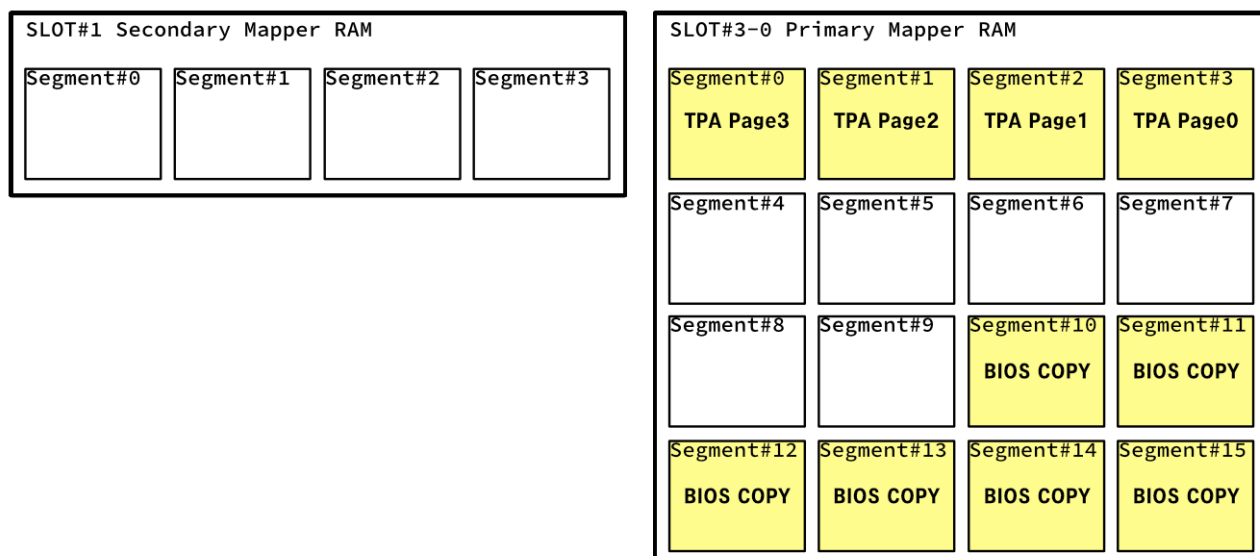 SLOT#1 Secondary Mapper RAM
Segment#0 Segment#1 Segment#2 Segment#3
SLOT#3-0 Primary Mapper RAM
Segment#0 Segment#1 Segment#2 Segment#3
TPA Page3 TPA Page2 TPA Page1 TPA Page0
Segment#4 Segment#5 Segment#6 Segment#7
Segment#8 Segment#9 Segment#10 Segment#11
BIOS COPY BIOS COPY
Segment#12 Segment#13 Segment#14 Segment#15
BIOS COPY BIOS COPY BIOS COPY BIOS COPY